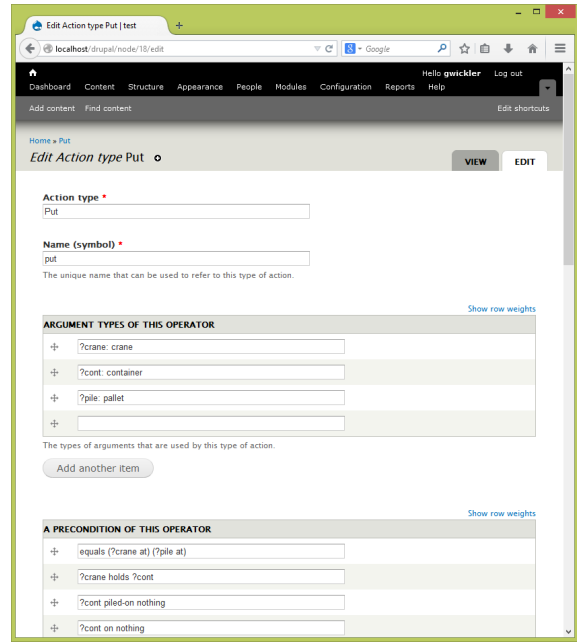 Edit Action type Put | test
+
localhost/drupal/node/18/edit
Google
Hello gwickler Log out
Dashboard Content Structure Appearance People Modules Configuration Reports Help
Add content Find content Edit shortcuts
Home » Put
Edit Action type Put
VIEW EDIT
Action type *
Put
Name (symbol) *
put
The unique name that can be used to refer to this type of action.
Show row weights
ARGUMENT TYPES OF THIS OPERATOR
?crane: crane
?cont: container
?pile: pallet
The types of arguments that are used by this type of action.
Add another item
Show row weights
A PRECONDITION OF THIS OPERATOR
equals (?crane at) (?pile at)
?crane holds ?cont
?cont piled-on nothing
?cont on nothing